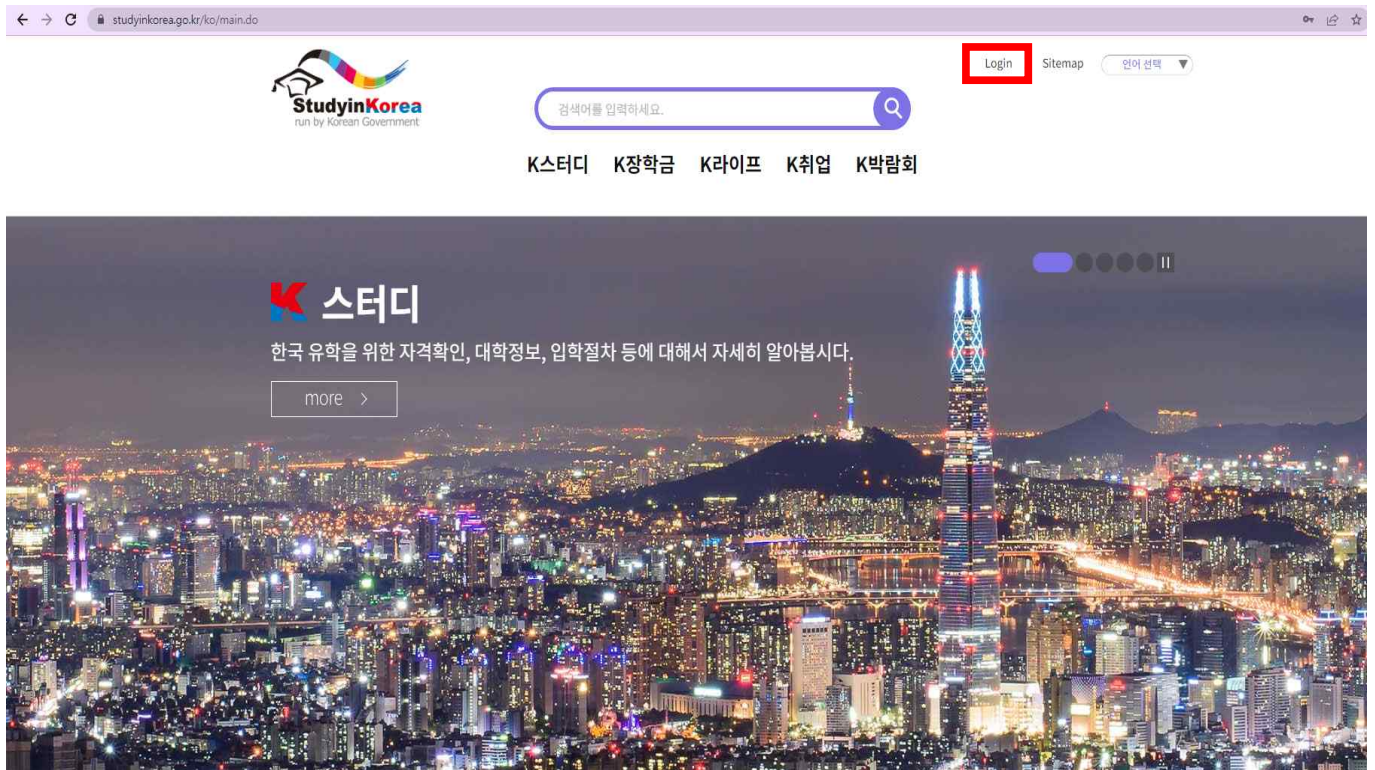 studyinkorea.go.kr/ko/main.do
Login Sitemap 언어 선택 ▼
StudyinKorea
run by Korean Government
검색어를 입력하세요.
K스터디 K장학금 K라이프 K취업 K박람회
K 스터디
한국 유학을 위한 자격확인, 대학정보, 입학절차 등에 대해서 자세히 알아봅시다.
more >